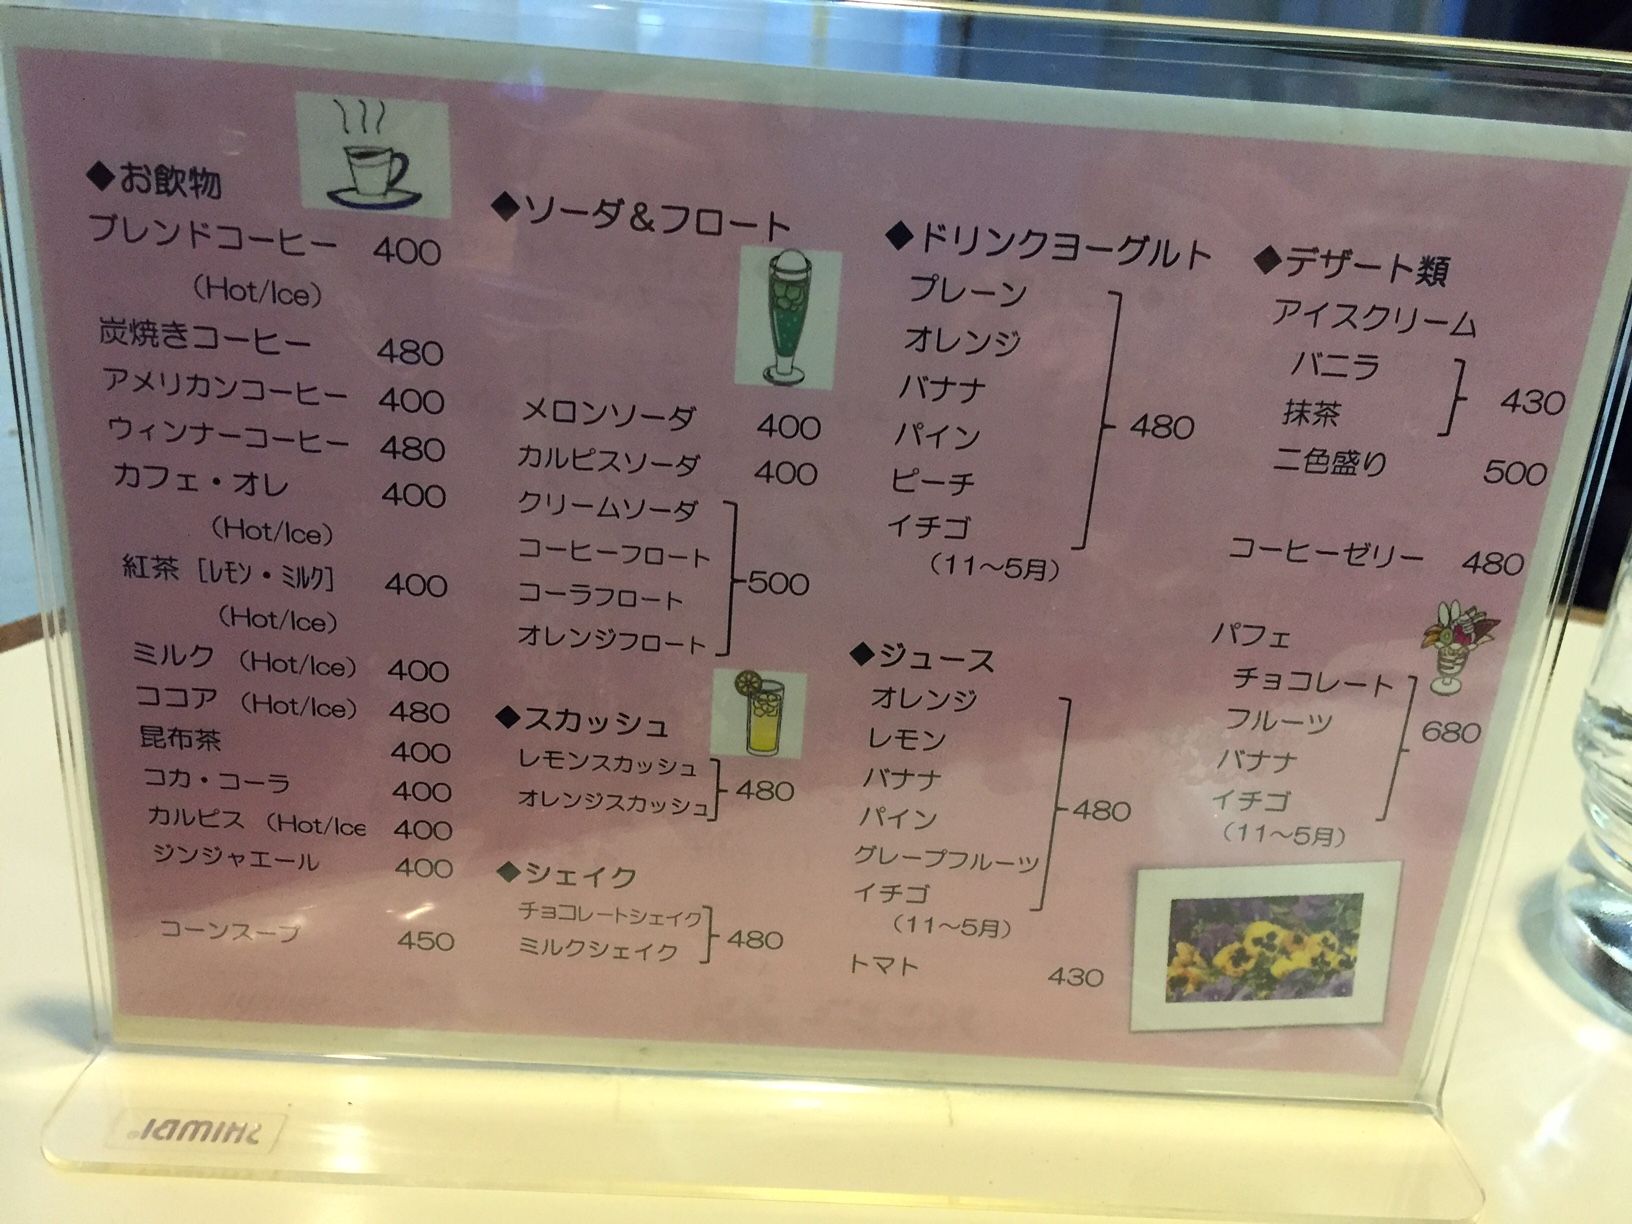 ◆お飲物
ブレンドコーヒー 400
(Hot/Ice)
炭焼きコーヒー 480
アメリカンコーヒー 400
ウィンナーコーヒー 480
カフェ・オレ 400
(Hot/Ice)
紅茶［ﾚﾓﾝ・ﾐﾙｸ］ 400
(Hot/Ice)
ミルク (Hot/Ice) 400
ココア (Hot/Ice) 480
昆布茶 400
コカ・コーラ 400
カルピス (Hot/Ice 400
ジンジャエール 400
コーンスープ 450
◆ソーダ＆フロート
メロンソーダ 400
カルピスソーダ 400
クリームソーダ
コーヒーフロート
コーラフロート
オレンジフロート
500
◆スカッシュ
レモンスカッシュ
オレンジスカッシュ
480
◆シェイク
チョコレートシェイク
ミルクシェイク
480
◆ドリンクヨーグルト
プレーン
オレンジ
バナナ
パイン
ピーチ
イチゴ
(11～5月)
480
◆ジュース
オレンジ
レモン
バナナ
パイン
グレープフルーツ
イチゴ
(11～5月)
480
トマト 430
◆デザート類
アイスクリーム
バニラ
抹茶
430
二色盛り 500
コーヒーゼリー 480
パフェ
チョコレート
フルーツ
バナナ
イチゴ
(11～5月)
680
SHIMBI